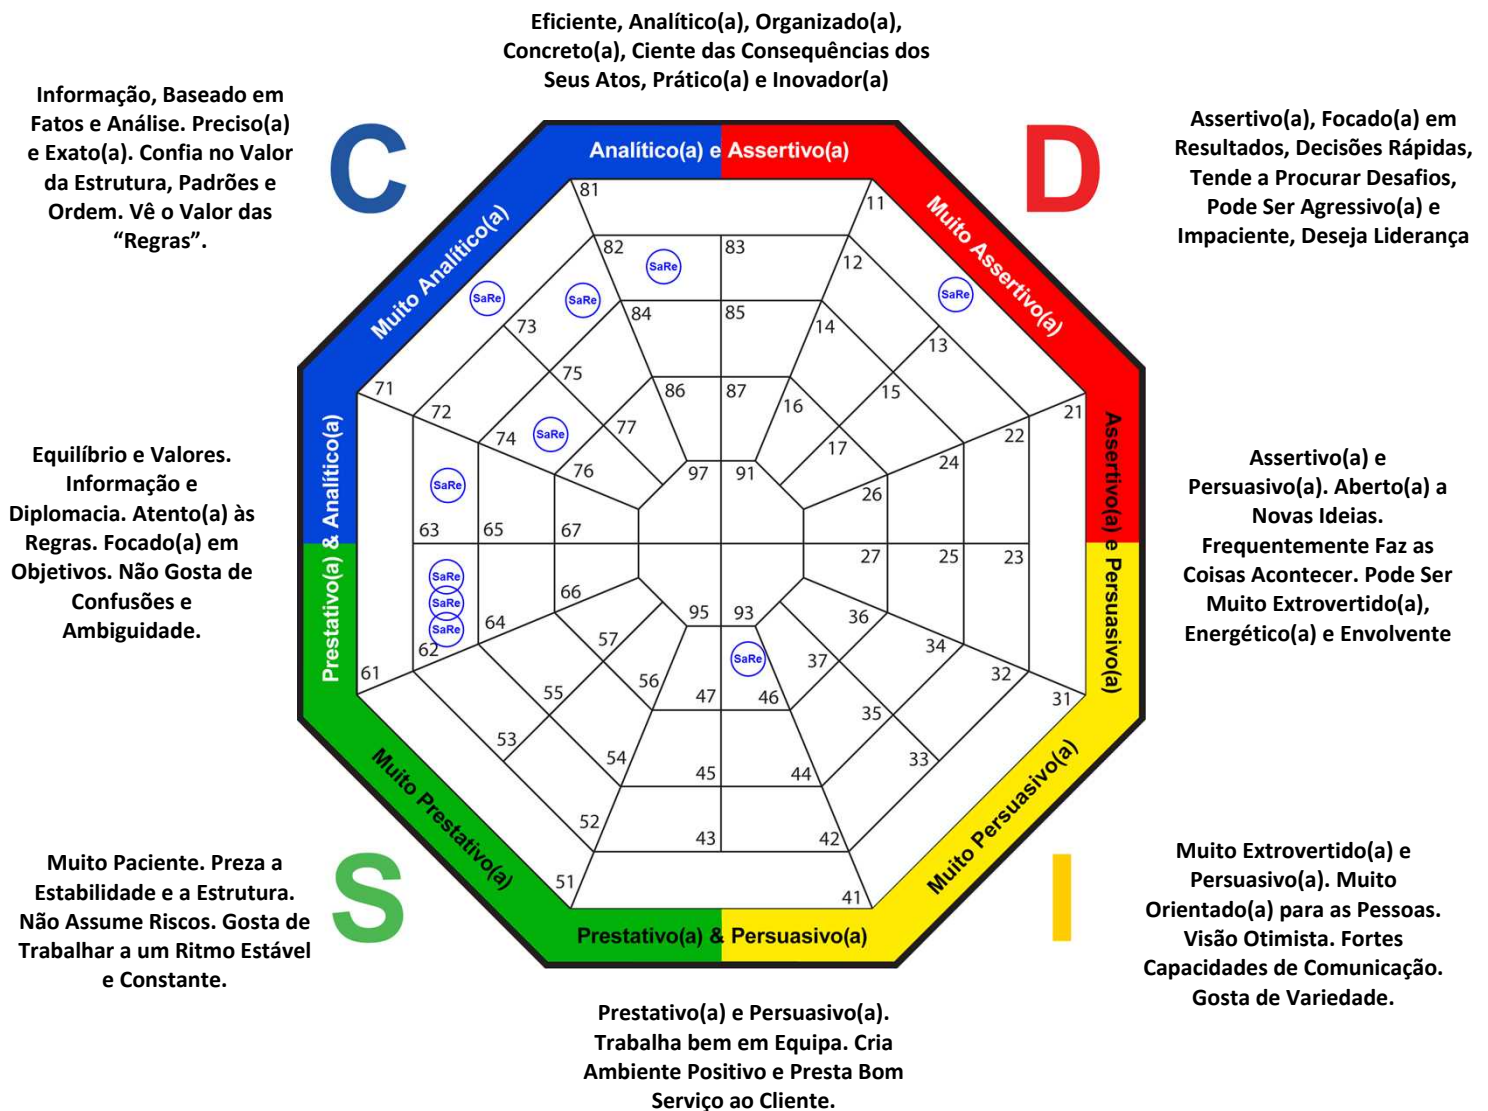 Eficiente, Analítico(a), Organizado(a),
Concreto(a), Ciente das Consequências dos
Seus Atos, Prático(a) e Inovador(a)
Informação, Baseado em
Fatos e Análise. Preciso(a)
e Exato(a). Confia no Valor
da Estrutura, Padrões e
Ordem. Vê o Valor das
“Regras”.
C
D
Assertivo(a), Focado(a) em
Resultados, Decisões Rápidas,
Tende a Procurar Desafios,
Pode Ser Agressivo(a) e
Impaciente, Deseja Liderança
Analítico(a) e Assertivo(a)
Muito Analítico(a)
Muito Assertivo(a)
81
11
82
SaRe
83
12
SaRe
SaRe
SaRe
73
84
85
14
13
75
71
72
86
87
16
15
21
74
SaRe
77
17
22
76
97
91
24
26
SaRe
63
65
67
27
25
23
Prestativo(a) & Analítico(a)
Assertivo(a) e Persuasivo(a)
Equilíbrio e Valores.
Informação e
Diplomacia. Atento(a) às
Regras. Focado(a) em
Objetivos. Não Gosta de
Confusões e
Ambiguidade.
Assertivo(a) e
Persuasivo(a). Aberto(a) a
Novas Ideias.
Frequentemente Faz as
Coisas Acontecer. Pode Ser
Muito Extrovertido(a),
Energético(a) e Envolvente
SaRe
SaRe
SaRe
66
64
62
61
95
93
36
57
SaRe
37
34
32
31
56
55
47
46
35
53
54
45
44
33
52
43
42
51
41
Muito Prestativo(a)
Muito Persuasivo(a)
Prestativo(a) & Persuasivo(a)
S
I
Muito Paciente. Preza a
Estabilidade e a Estrutura.
Não Assume Riscos. Gosta de
Trabalhar a um Ritmo Estável
e Constante.
Muito Extrovertido(a) e
Persuasivo(a). Muito
Orientado(a) para as Pessoas.
Visão Otimista. Fortes
Capacidades de Comunicação.
Gosta de Variedade.
Prestativo(a) e Persuasivo(a).
Trabalha bem em Equipa. Cria
Ambiente Positivo e Presta Bom
Serviço ao Cliente.